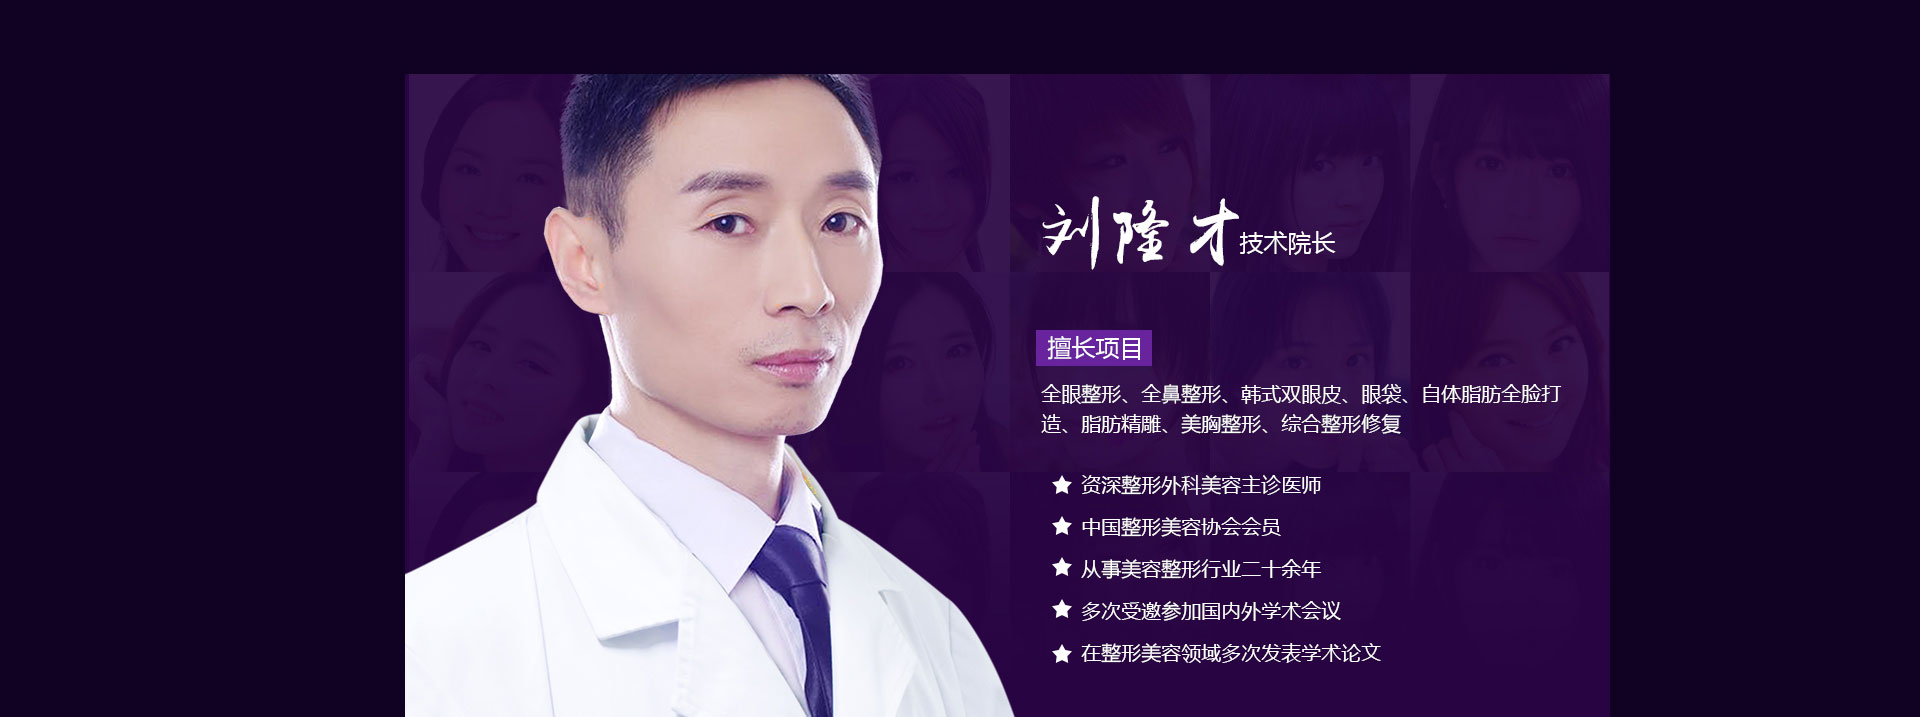 刘隆才技术院长
擅长项目
全眼整形、全鼻整形、韩式双眼皮、眼袋、自体脂肪全脸打
造、脂肪精雕、美胸整形、综合整形修复
资深整形外科美容主诊医师
中国整形美容协会会员
从事美容整形行业二十余年
多次受邀参加国内外学术会议
在整形美容领域多次发表学术论文